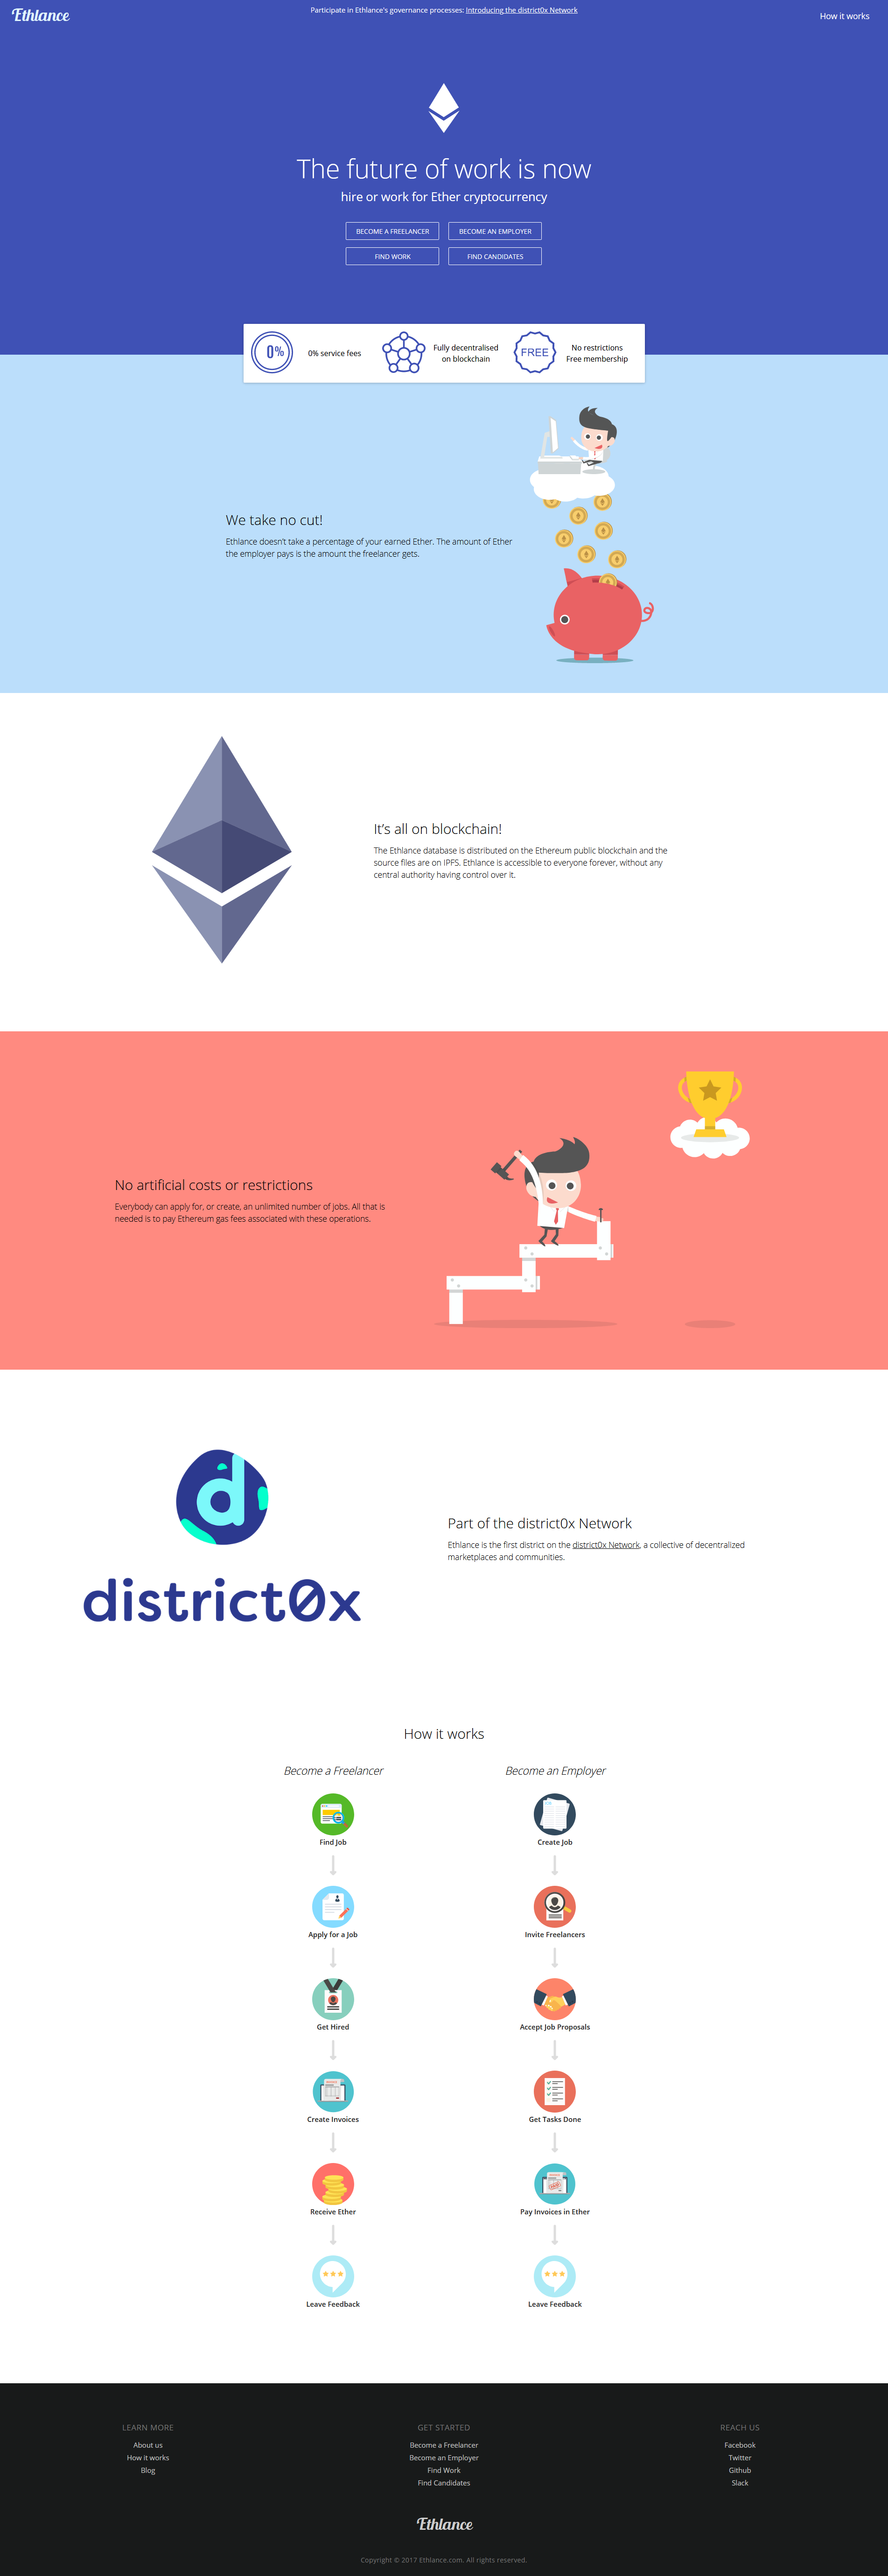 Ethlance
Participate in Ethlance's governance processes: Introducing the district0x Network
How it works
The future of work is now
hire or work for Ether cryptocurrency
BECOME A FREELANCER
BECOME AN EMPLOYER
FIND WORK
FIND CANDIDATES
0%
0% service fees
Fully decentralised
on blockchain
FREE
No restrictions
Free membership
We take no cut!
Ethlance doesn't take a percentage of your earned Ether. The amount of Ether
the employer pays is the amount the freelancer gets.
It's all on blockchain!
The Ethlance database is distributed on the Ethereum public blockchain and the
source files are on IPFS. Ethlance is accessible to everyone forever, without any
central authority having control over it.
No artificial costs or restrictions
Everybody can apply for, or create, an unlimited number of jobs. All that is
needed is to pay Ethereum gas fees associated with these operations.
d
district0x
Part of the district0x Network
Ethlance is the first district on the district0x Network, a collective of decentralized
marketplaces and communities.
How it works
Become a Freelancer
Become an Employer
Find Job
Create Job
Apply for a Job
Invite Freelancers
Get Hired
Accept Job Proposals
Create Invoices
Get Tasks Done
Receive Ether
Pay Invoices in Ether
Leave Feedback
Leave Feedback
LEARN MORE
About us
How it works
Blog
GET STARTED
Become a Freelancer
Become an Employer
Find Work
Find Candidates
REACH US
Facebook
Twitter
Github
Slack
Ethlance
Copyright © 2017 Ethlance.com. All rights reserved.